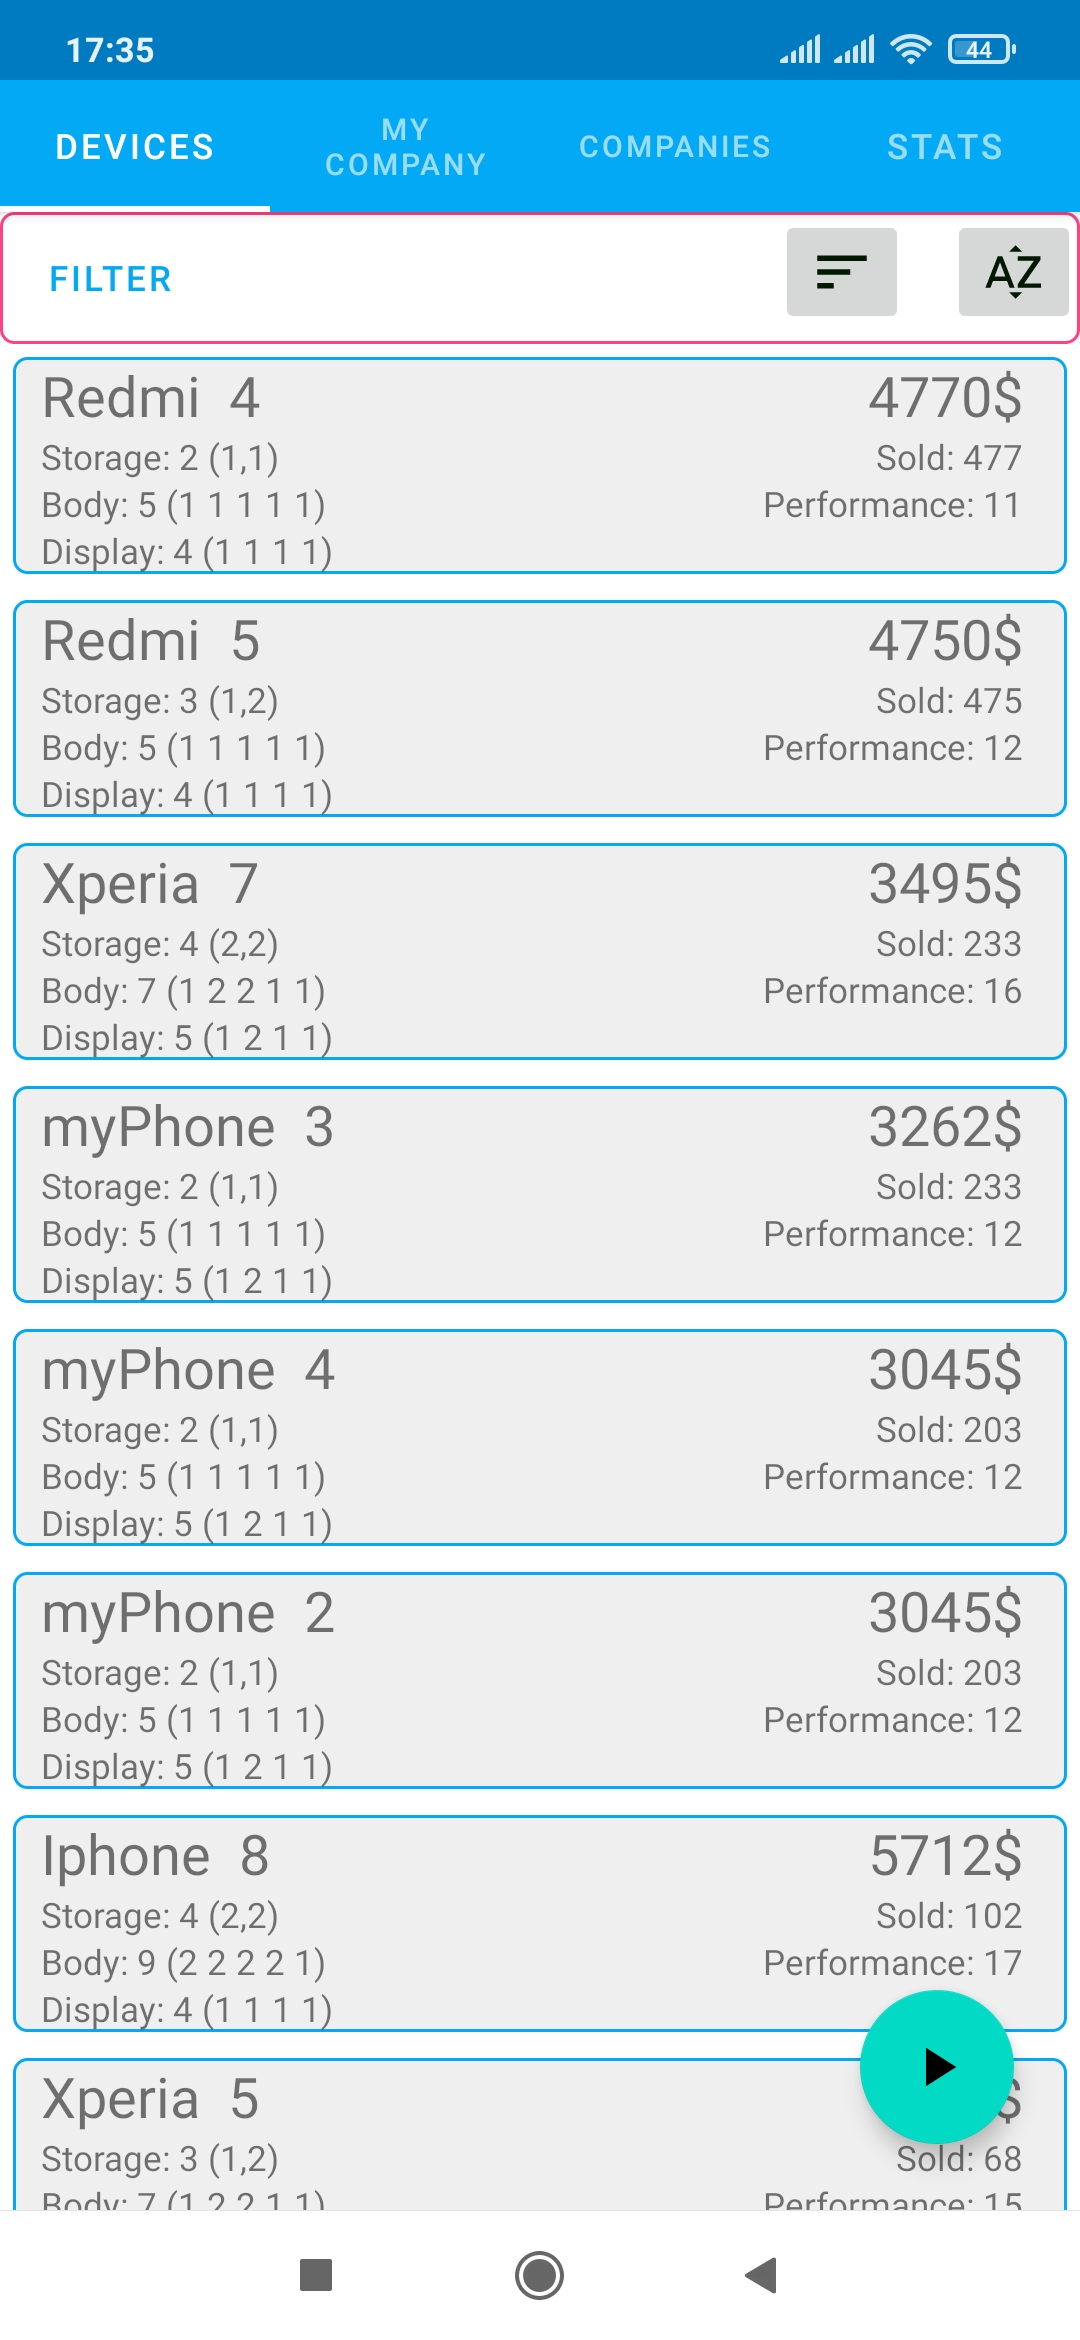 17:35
44
DEVICES
MY
COMPANY
COMPANIES
STATS
FILTER
AZ
Redmi 4
4770$
Storage: 2 (1,1)
Sold: 477
Body: 5 (1 1 1 1 1)
Performance: 11
Display: 4 (1 1 1 1)
Redmi 5
4750$
Storage: 3 (1,2)
Sold: 475
Body: 5 (1 1 1 1 1)
Performance: 12
Display: 4 (1 1 1 1)
Xperia 7
3495$
Storage: 4 (2,2)
Sold: 233
Body: 7 (1 2 2 1 1)
Performance: 16
Display: 5 (1 2 1 1)
myPhone 3
3262$
Storage: 2 (1,1)
Sold: 233
Body: 5 (1 1 1 1 1)
Performance: 12
Display: 5 (1 2 1 1)
myPhone 4
3045$
Storage: 2 (1,1)
Sold: 203
Body: 5 (1 1 1 1 1)
Performance: 12
Display: 5 (1 2 1 1)
myPhone 2
3045$
Storage: 2 (1,1)
Sold: 203
Body: 5 (1 1 1 1 1)
Performance: 12
Display: 5 (1 2 1 1)
Iphone 8
5712$
Storage: 4 (2,2)
Sold: 102
Body: 9 (2 2 2 2 1)
Performance: 17
Display: 4 (1 1 1 1)
Xperia 5
$
Storage: 3 (1,2)
Sold: 68
Body: 7 (1 2 2 1 1)
Performance: 15